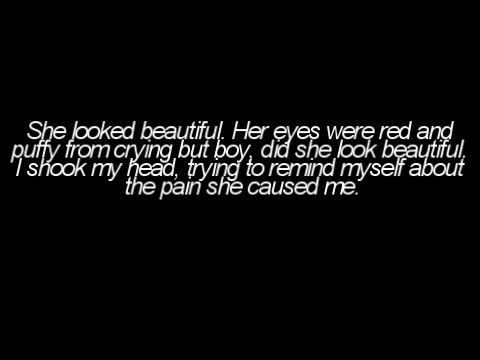 She looked beautiful. Her eyes were red and
puffy from crying but boy, did she look beautiful.
I shook my head, trying to remind myself about
the pain she caused me.